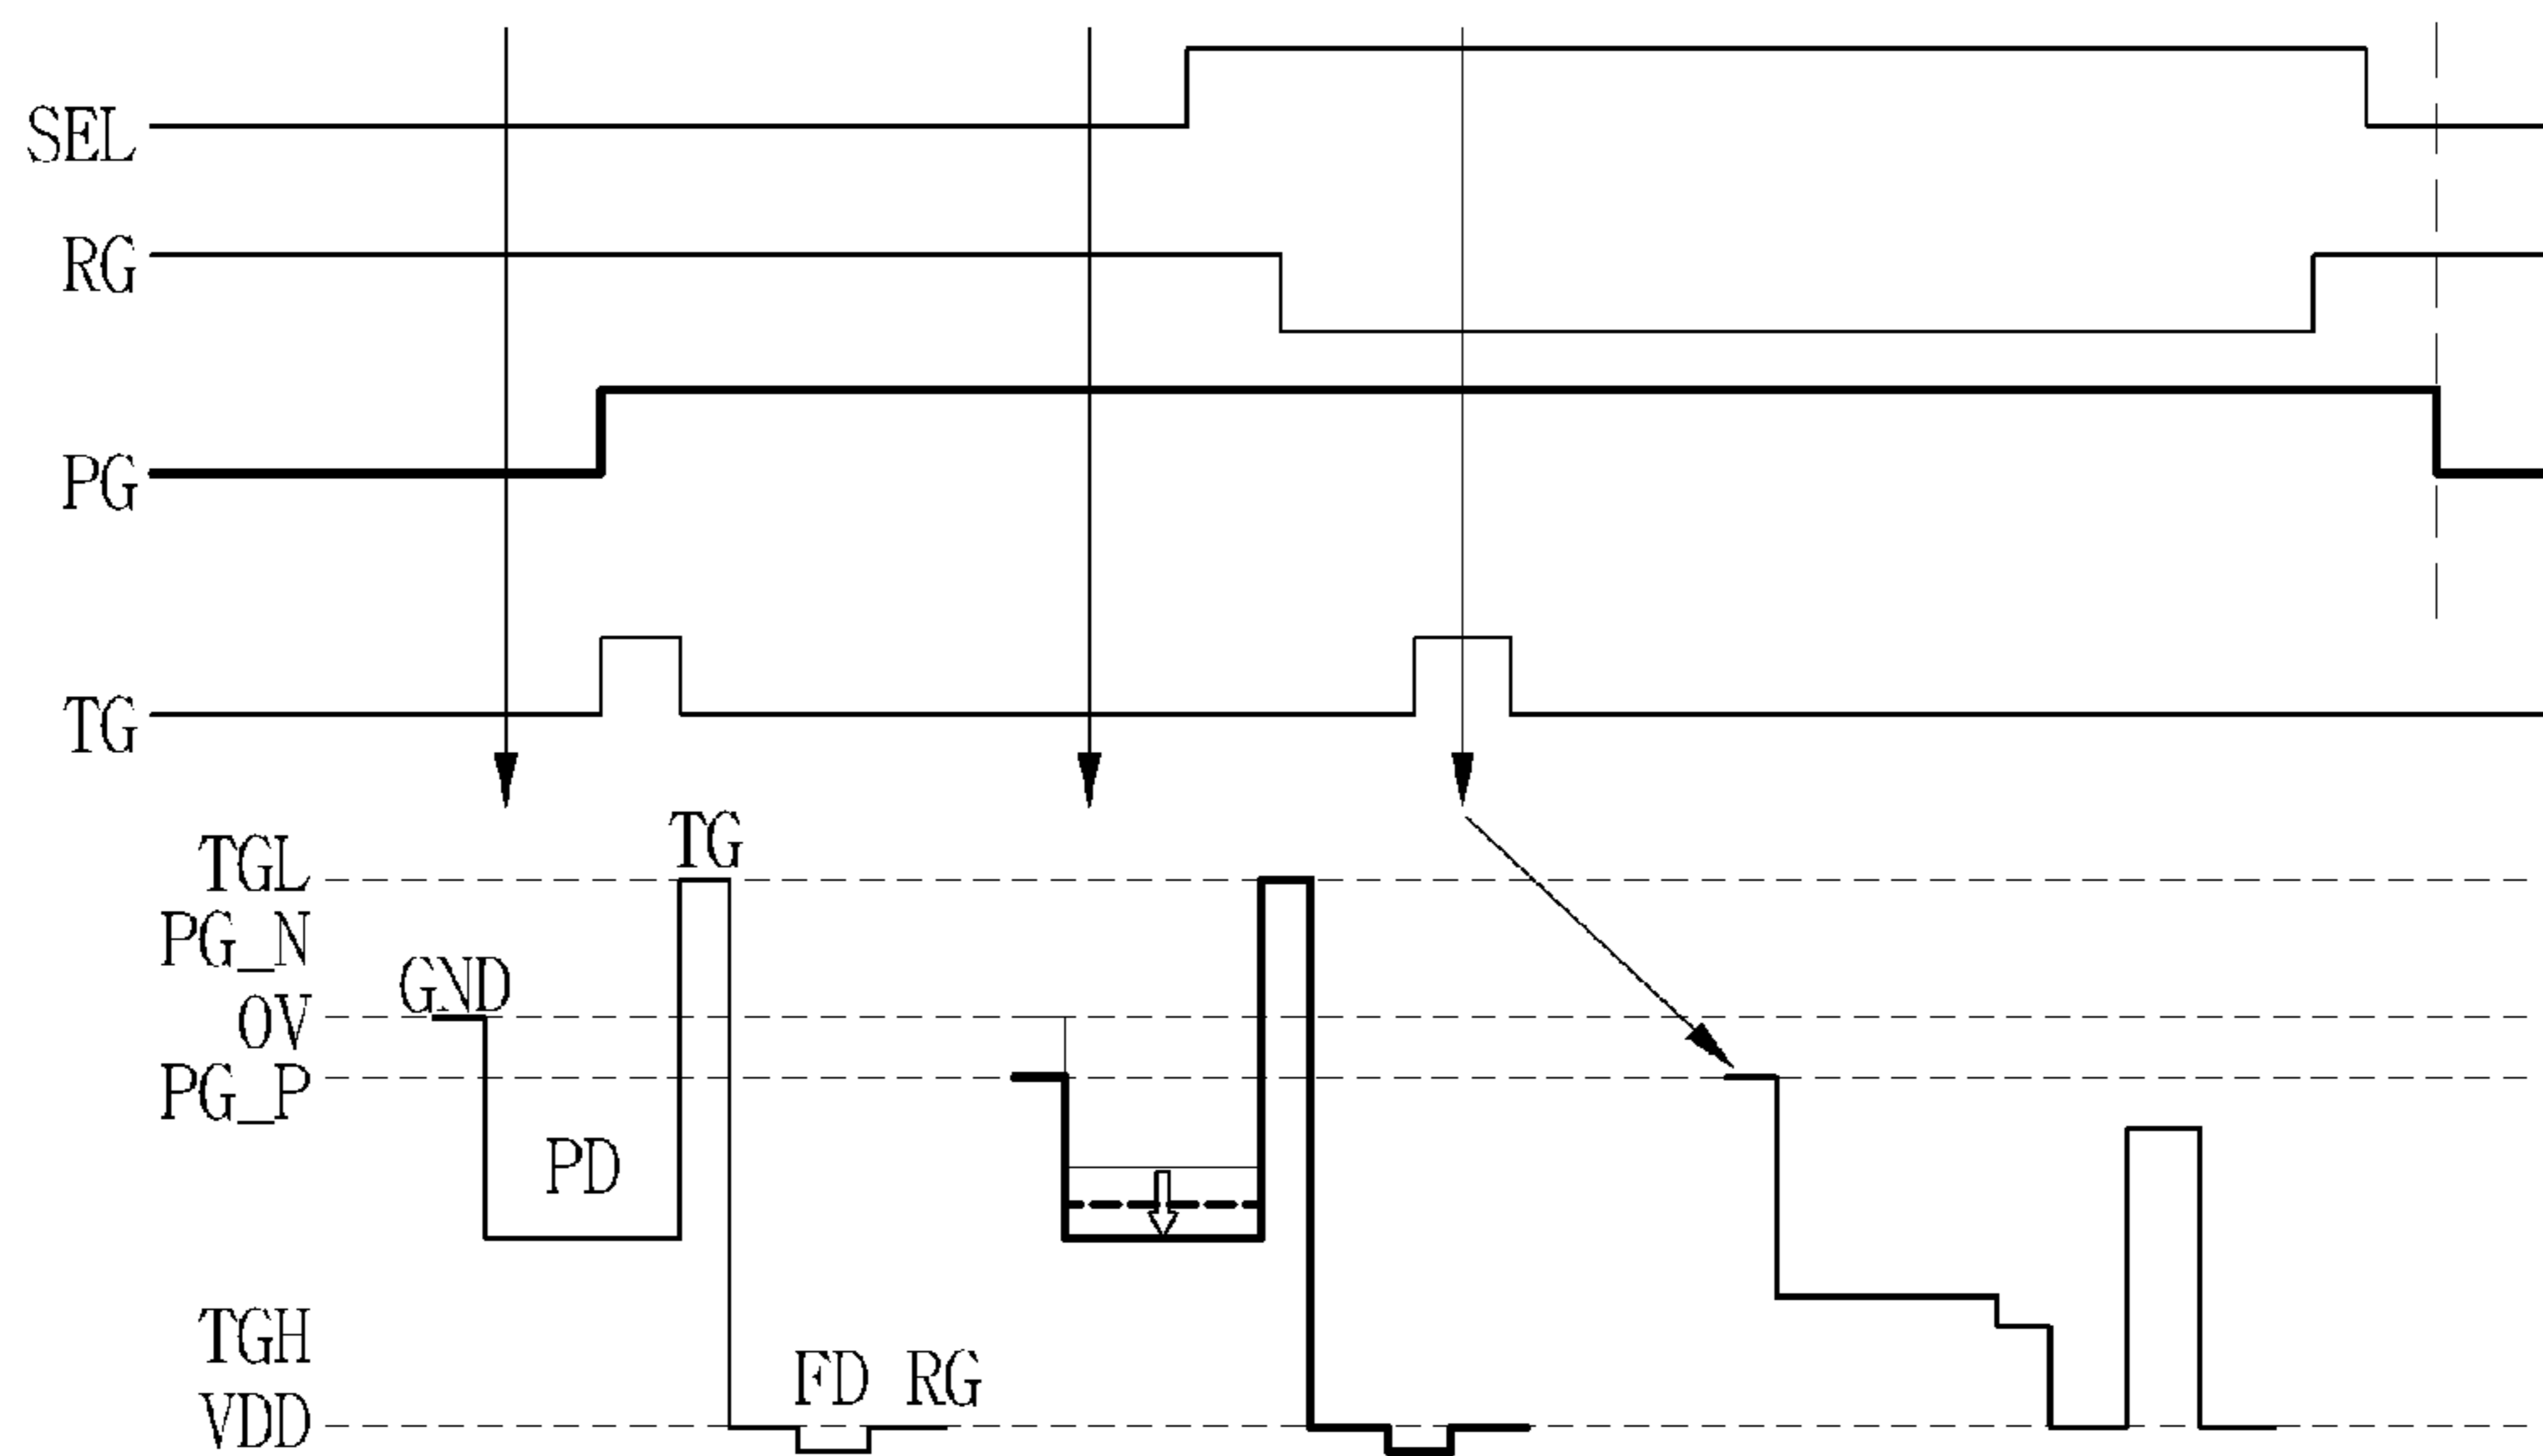 SEL
RG
PG
TG
TGL
TG
PG_N
GND
0V
PG_P
PD
TGH
FD RG
VDD